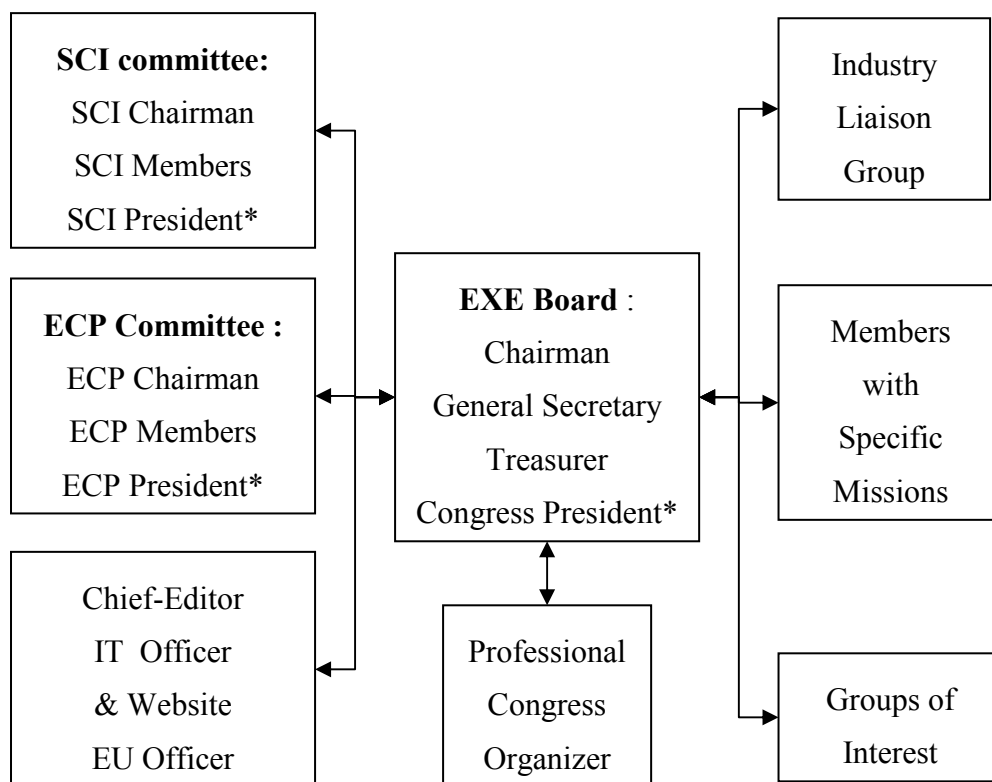 SCI committee:
SCI Chairman
SCI Members
SCI President*
ECP Committee :
ECP Chairman
ECP Members
ECP President*
Chief-Editor
IT Officer
& Website
EU Officer
EXE Board :
Chairman
General Secretary
Treasurer
Congress President*
Professional
Congress
Organizer
Industry
Liaison
Group
Members
with
Specific
Missions
Groups of
Interest